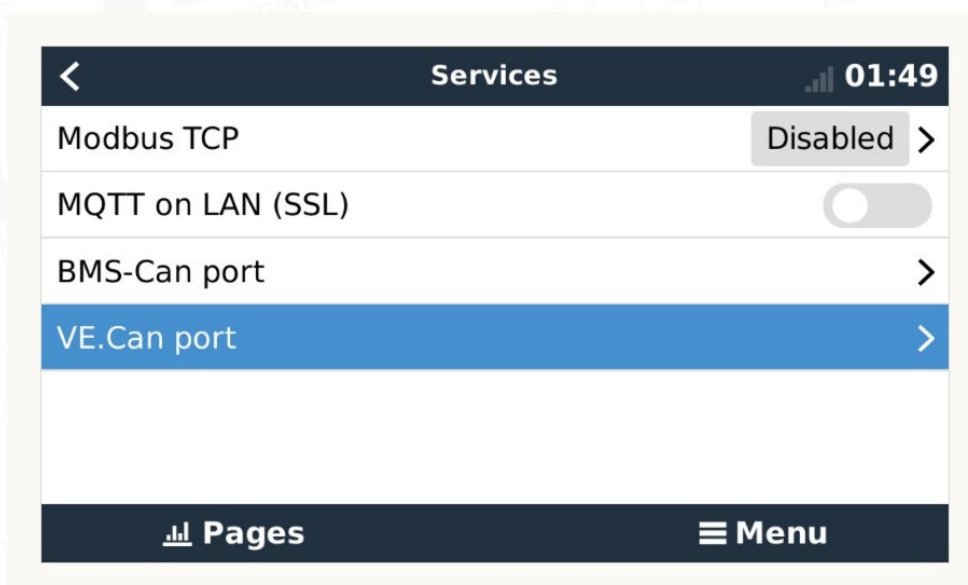 Services 01:49
Modbus TCP Disabled
MQTT on LAN (SSL)
BMS-Can port
VE.Can port
Pages Menu